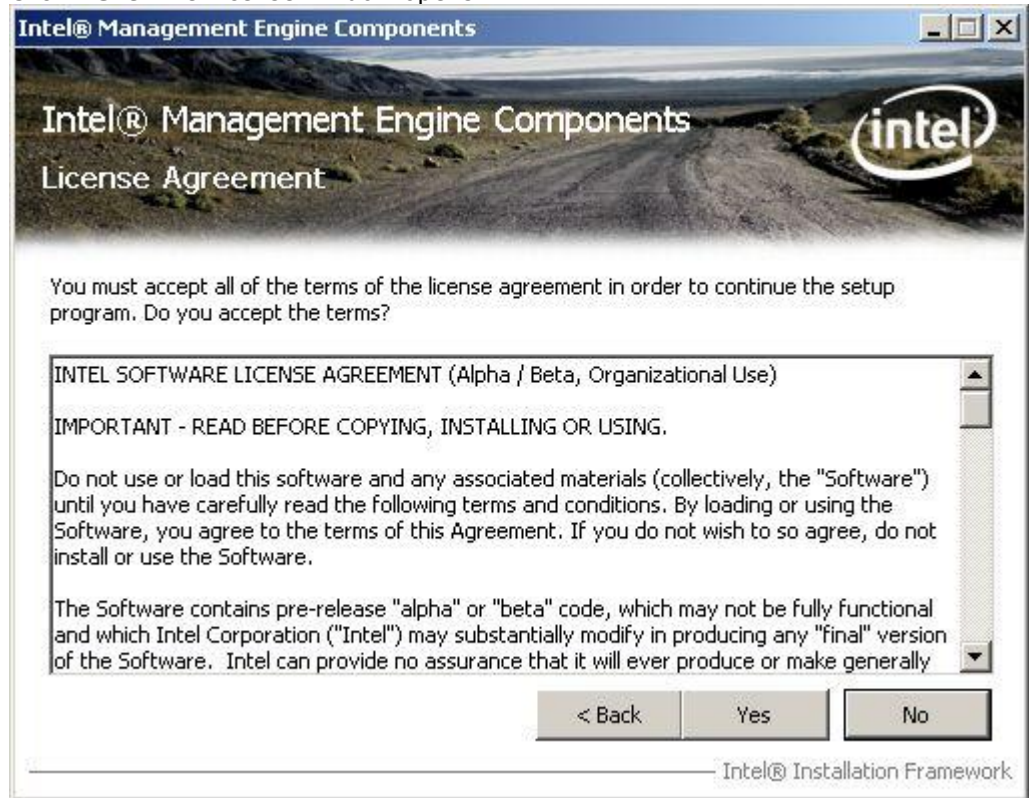 Intel® Management Engine Components
Intel® Management Engine Components
intel
License Agreement
You must accept all of the terms of the license agreement in order to continue the setup
program. Do you accept the terms?
INTEL SOFTWARE LICENSE AGREEMENT (Alpha / Beta, Organizational Use)
IMPORTANT - READ BEFORE COPYING, INSTALLING OR USING.
Do not use or load this software and any associated materials (collectively, the "Software")
until you have carefully read the following terms and conditions. By loading or using the
Software, you agree to the terms of this Agreement. If you do not wish to so agree, do not
install or use the Software.
The Software contains pre-release "alpha" or "beta" code, which may not be fully functional
and which Intel Corporation ("Intel") may substantially modify in producing any "final" version
of the Software.  Intel can provide no assurance that it will ever produce or make generally
< Back
Yes
No
Intel® Installation Framework